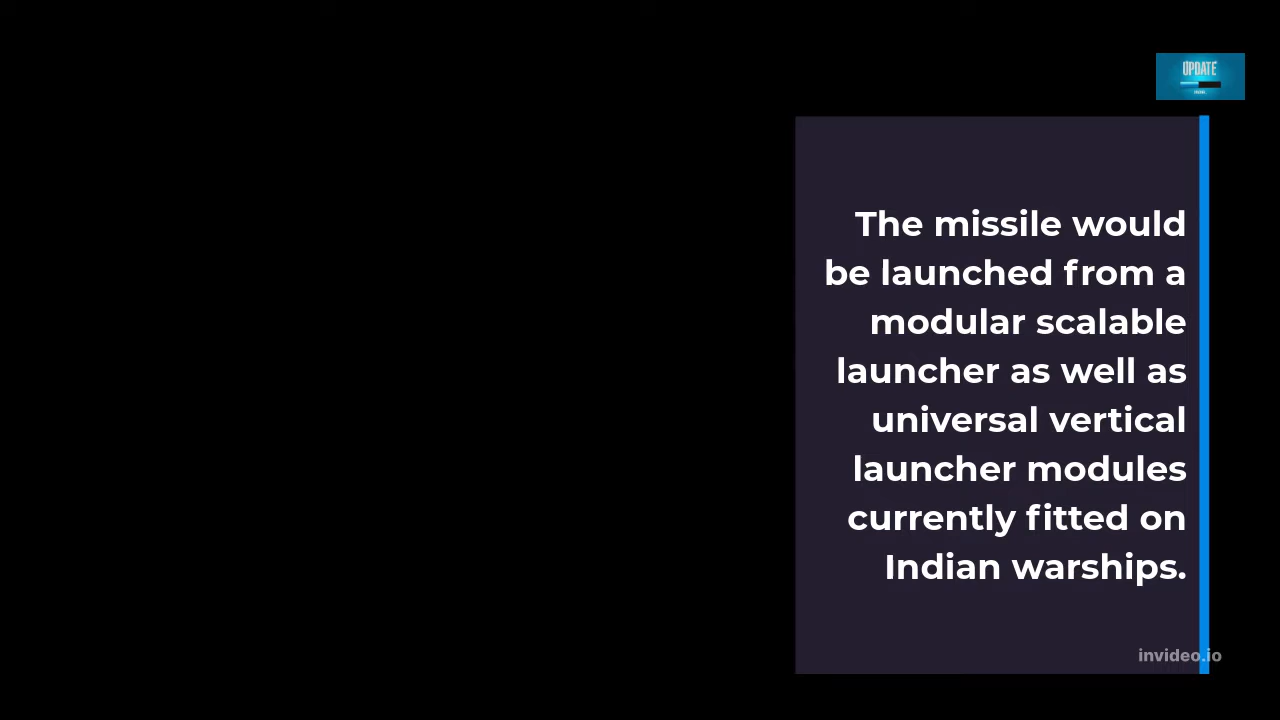 UPDATE
The missile would
be launched from a
modular scalable
launcher as well as
universal vertical
launcher modules
currently fitted on
Indian warships.
invideo.io